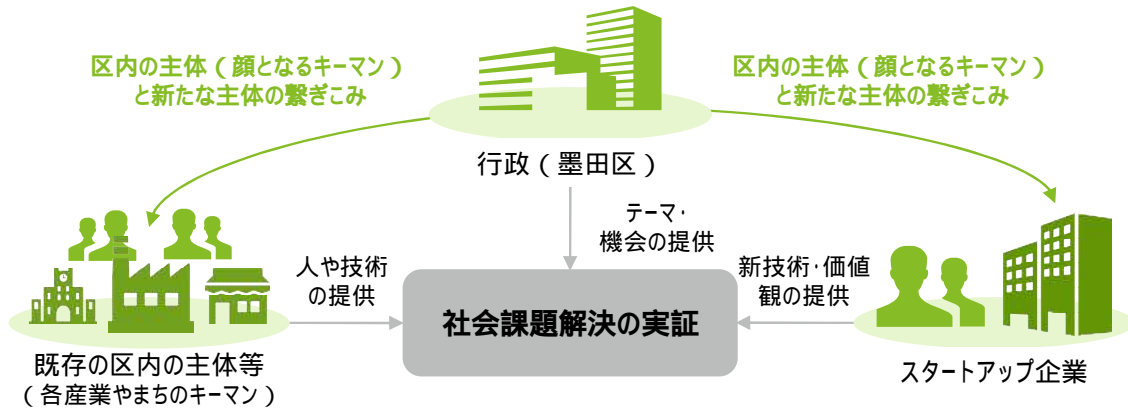 区内の主体（顔となるキーマン）
と新たな主体の繋ぎこみ
区内の主体（顔となるキーマン）
と新たな主体の繋ぎこみ
行政（墨田区）
テーマ・
機会の提供
人や技術
の提供
新技術・価値
観の提供
社会課題解決の実証
既存の区内の主体等
（各産業やまちのキーマン）
スタートアップ企業